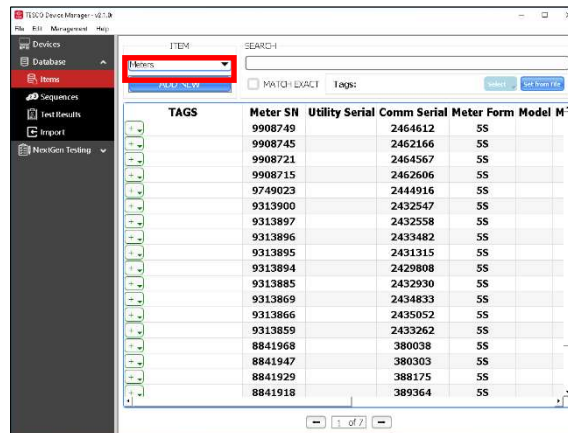 TESCO Device Manager - v2.1.0
File Edit Management Help
Devices
Database
Items
Sequences
Test Results
Import
NextGen Testing
ITEM SEARCH
Meters
ADD NEW MATCH EXACT Tags: Select Set from File
TAGS Meter SN Utility Serial Comm Serial Meter Form Model M
9908749 2464612 5S
9908745 2462166 5S
9908721 2464567 5S
9908715 2462606 5S
9749023 2444916 5S
9313900 2432547 5S
9313897 2432558 5S
9313896 2433482 5S
9313895 2431315 5S
9313894 2429808 5S
9313885 2432930 5S
9313869 2434833 5S
9313866 2435052 5S
9313859 2433262 5S
8841968 380038 5S
8841947 380303 5S
8841929 388175 5S
8841918 389364 5S
1 of 7